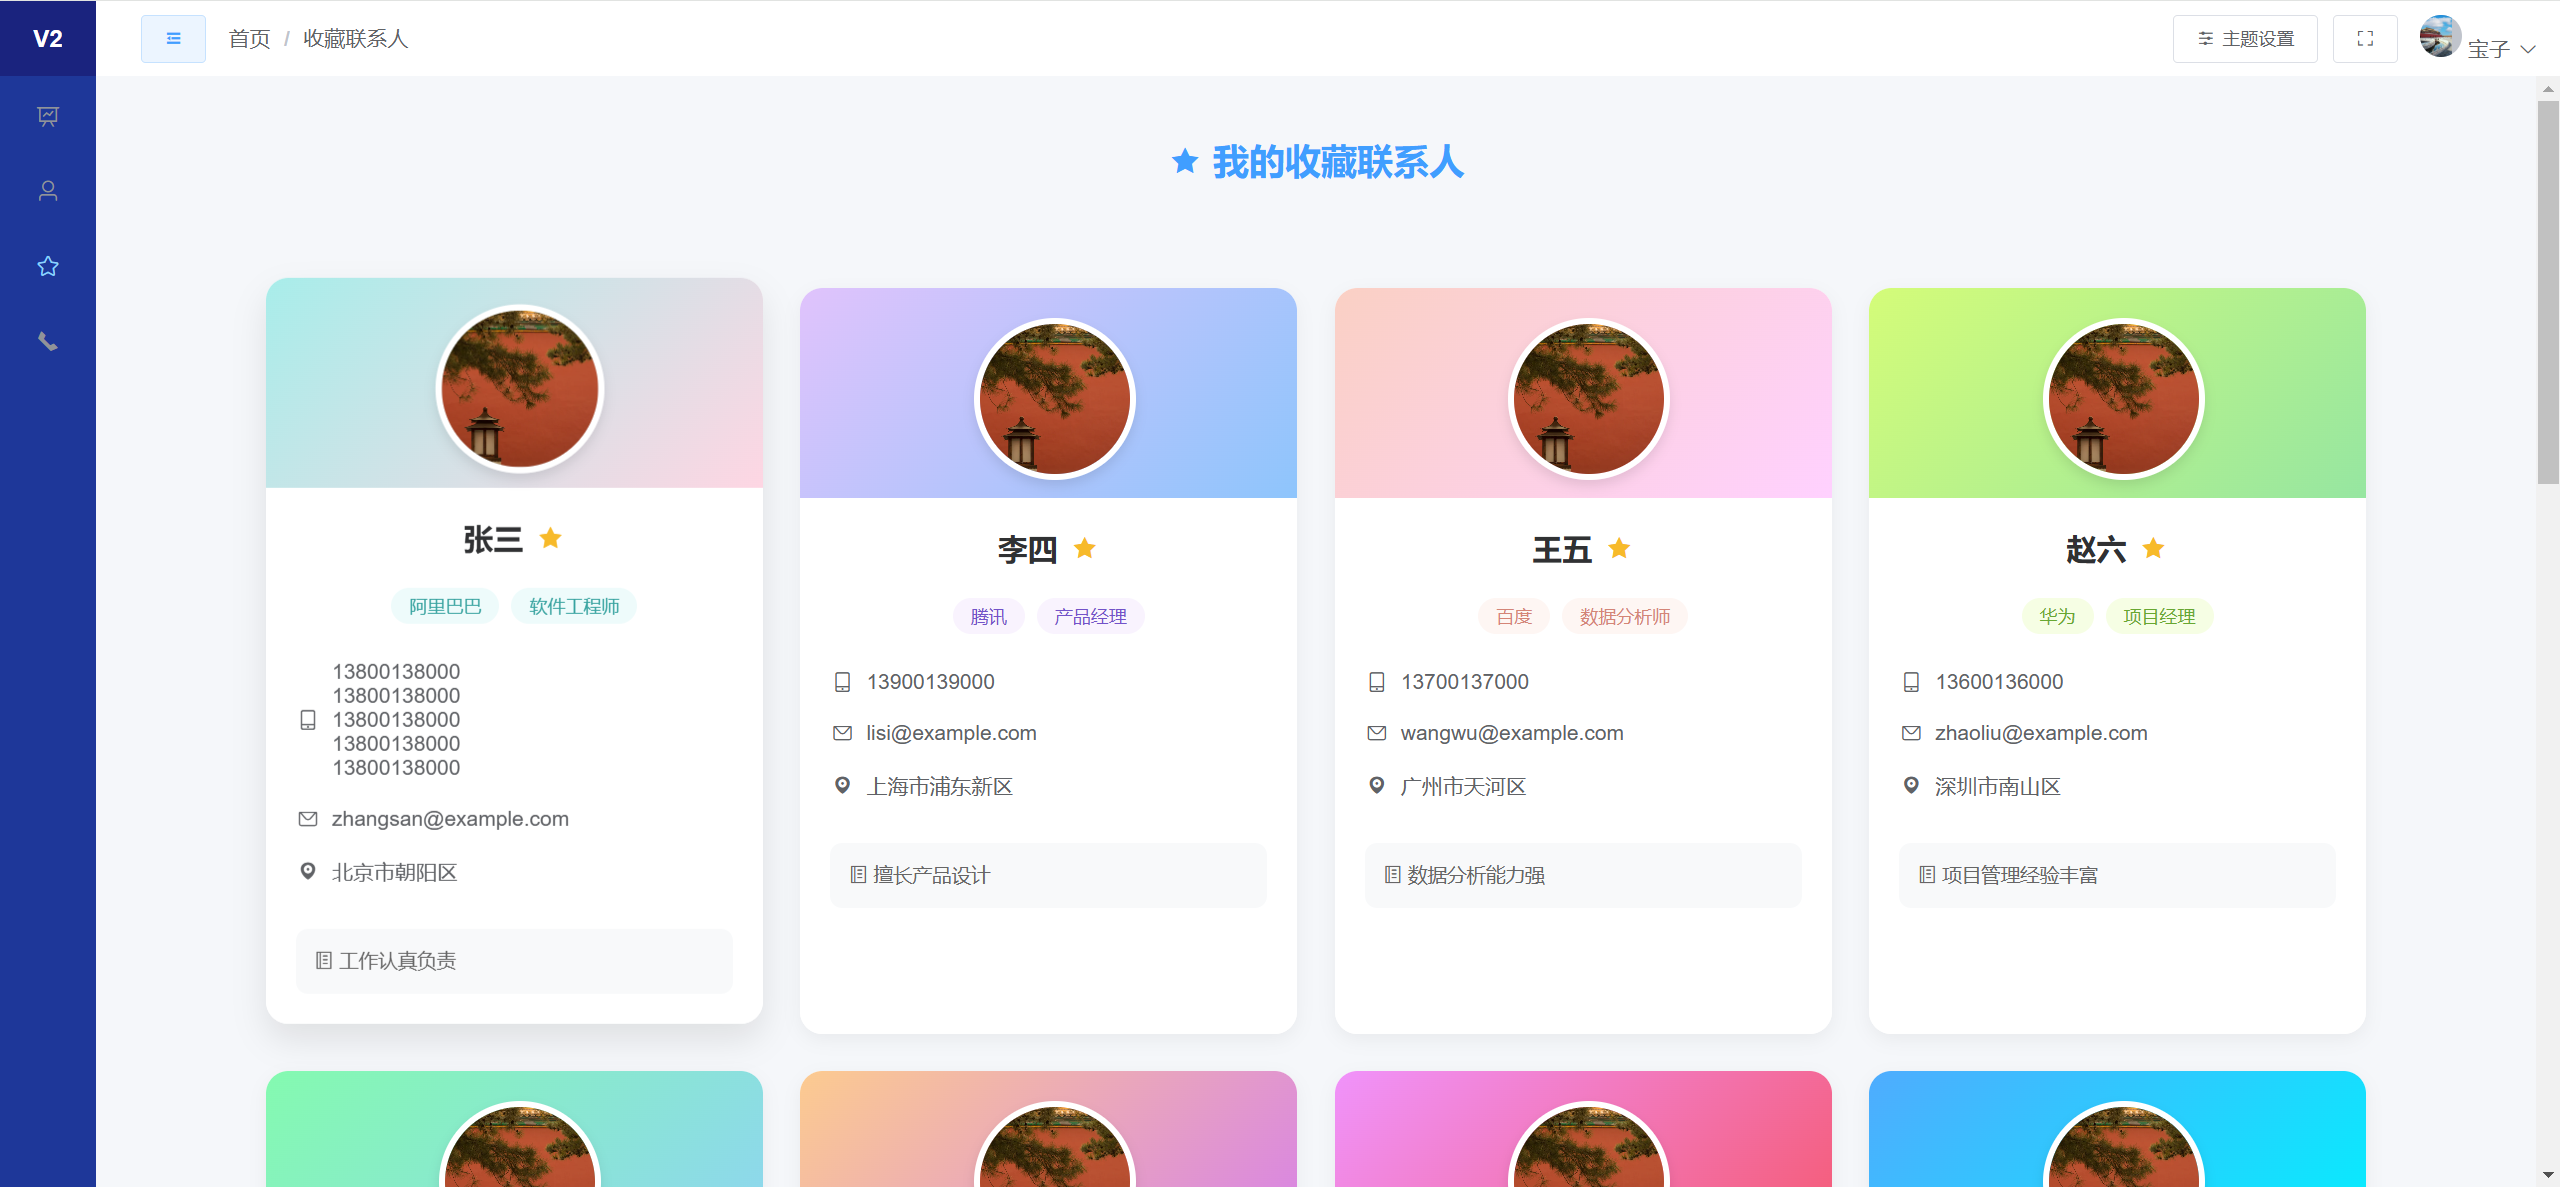 V2
首页 / 收藏联系人
主题设置
宝子
我的收藏联系人
张三
阿里巴巴 软件工程师
13800138000
13800138000
13800138000
13800138000
13800138000
zhangsan@example.com
北京市朝阳区
工作认真负责
李四
腾讯 产品经理
13900139000
lisi@example.com
上海市浦东新区
擅长产品设计
王五
百度 数据分析师
13700137000
wangwu@example.com
广州市天河区
数据分析能力强
赵六
华为 项目经理
13600136000
zhaoliu@example.com
深圳市南山区
项目管理经验丰富